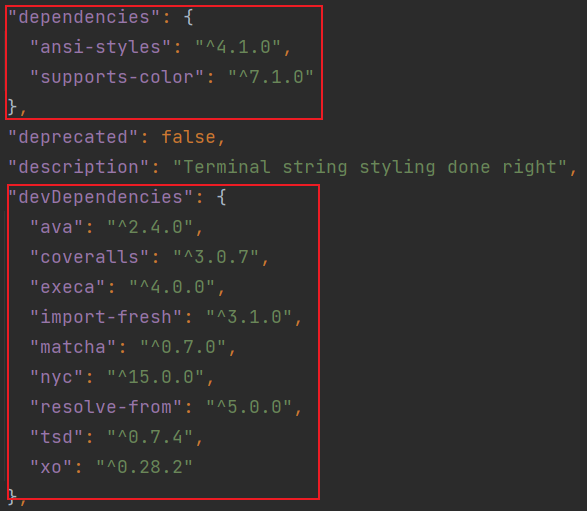 "dependencies": {
"ansi-styles": "^4.1.0",
"supports-color": "^7.1.0"
},
"deprecated": false,
"description": "Terminal string styling done right",
"devDependencies": {
"ava": "^2.4.0",
"coveralls": "^3.0.7",
"execa": "^4.0.0",
"import-fresh": "^3.1.0",
"matcha": "^0.7.0",
"nyc": "^15.0.0",
"resolve-from": "^5.0.0",
"tsd": "^0.7.4",
"xo": "^0.28.2"
},